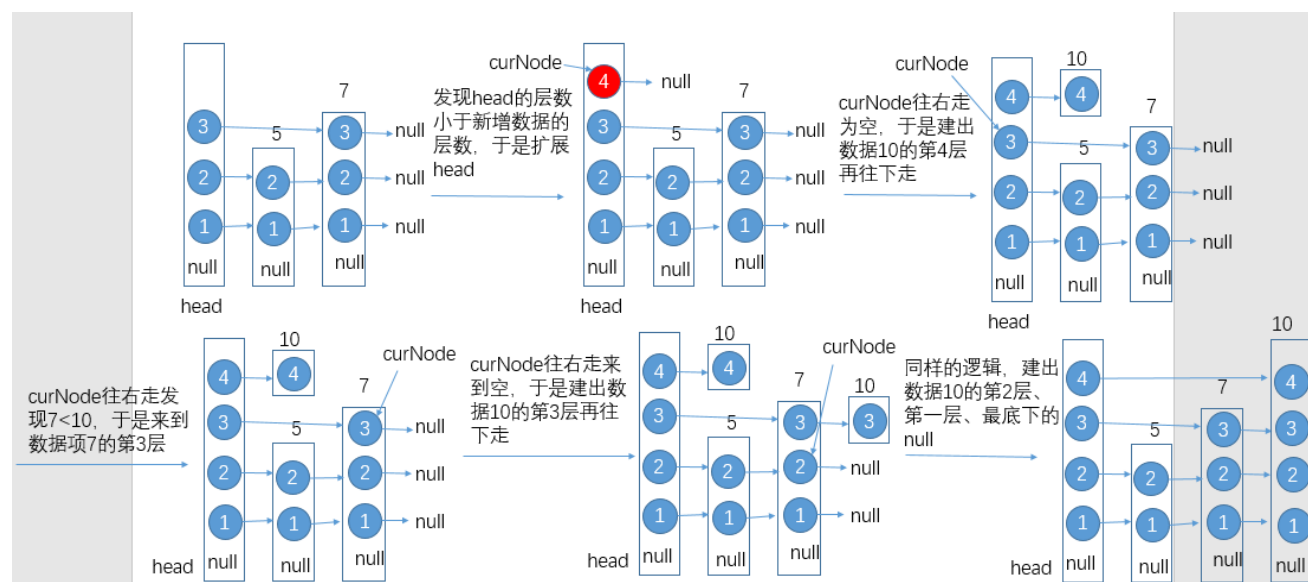 curNode
4
null
发现head的层数
小于新增数据的
层数，于是扩展
head
7
3
3
null
5
2
2
2
null
1
1
1
null
null
null
null
head
7
3
3
null
5
2
2
2
null
1
1
1
null
null
null
null
head
curNode
10
4
4
curNode往右走
为空，于是建出
数据10的第4层
再往下走
7
3
3
null
5
2
2
2
null
1
1
1
null
null
null
null
head
curNode往右走发
现7<10，于是来到
数据项7的第3层
10
4
4
curNode
7
3
3
null
5
2
2
2
null
1
1
1
null
null
null
null
head
curNode往右走来
到空，于是建出数
据10的第3层再往
下走
10
4
4
curNode
7
10
3
3
3
5
2
2
2
null
1
1
1
null
null
null
null
head
同样的逻辑，建出
数据10的第2层、
第一层、最底下的
null
10
4
4
7
3
3
3
5
2
2
2
2
1
1
1
1
null
null
null
null
head